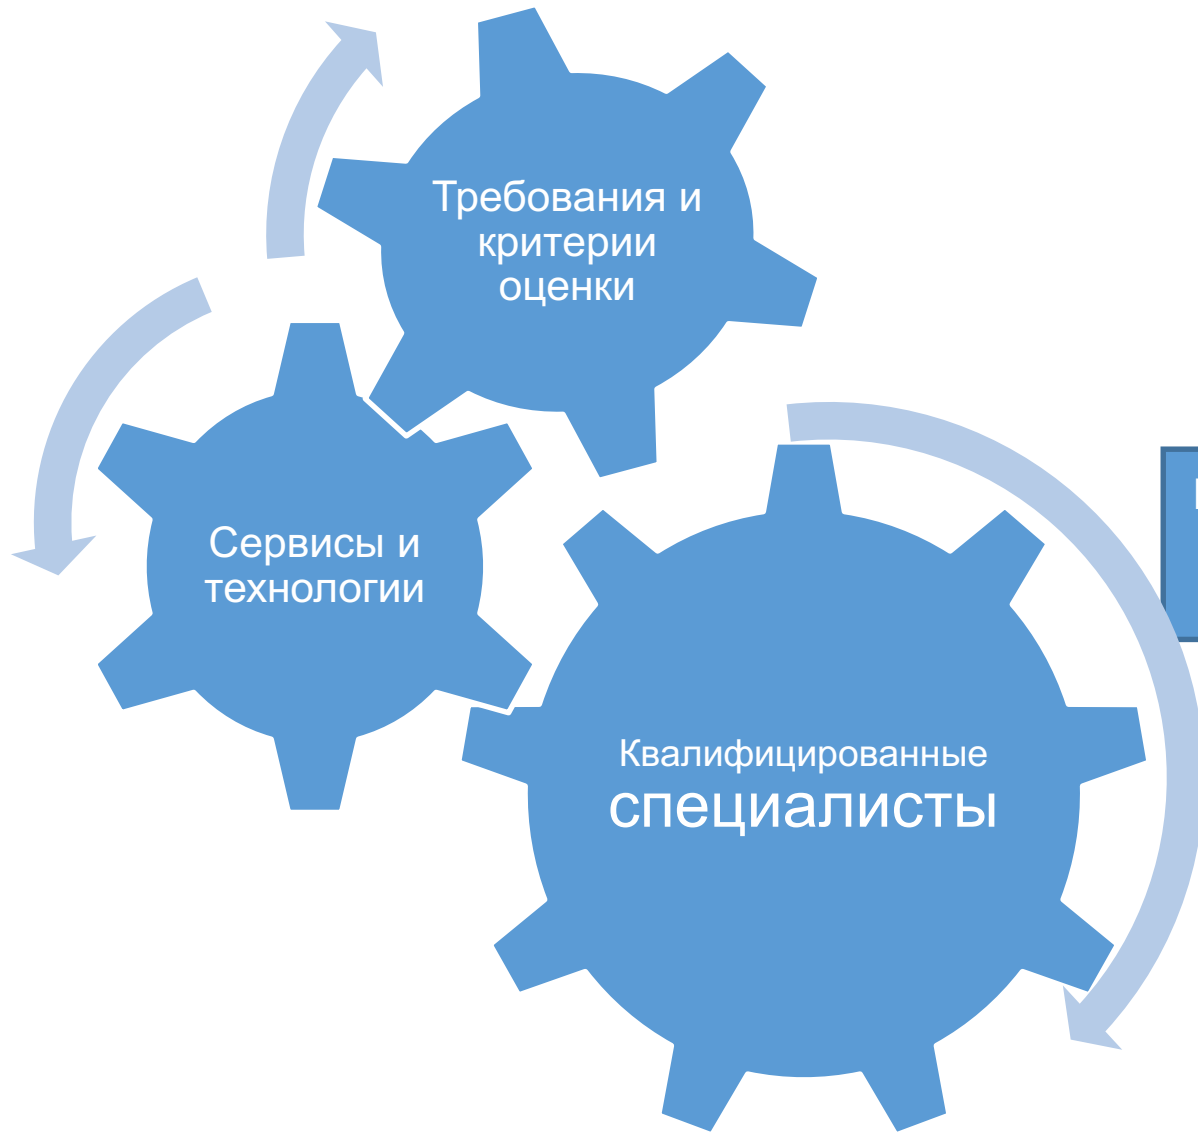 Требования и
критерии
оценки
Сервисы и
технологии
Квалифицированные
специалисты